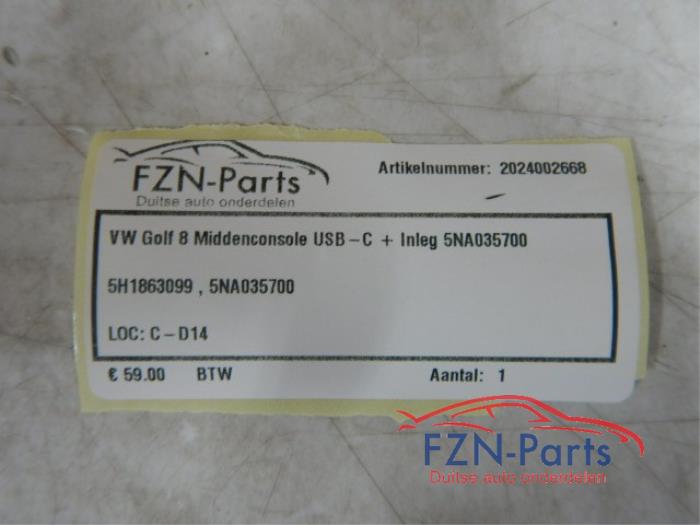 FZN-Parts
Duitse auto onderdelen
Artikelnummer: 2024002668
VW Golf 8 Middenconsole USB-C + Inleg 5NA035700
5H1863099 , 5NA035700
LOC: C-D14
€ 59.00 BTW Aantal: 1
FZN-Parts
Duitse auto onderdelen